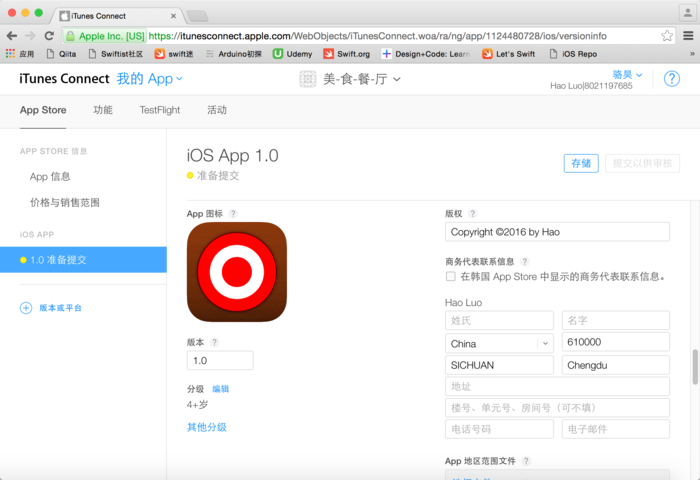 iTunes Connect
Apple Inc. [US] https://itunesconnect.apple.com/WebObjects/iTunesConnect.woa/ra/ng/app/1124480728/ios/versioninfo
应用 Qiita Swiftist社区 swift迷 Arduino初探 Udemy Swift.org Design+Code: Learn Let's Swift iOS Repo
iTunes Connect 我的 App 美-食-餐-厅 骆昊 ?
Hao Luo|8021197685
App Store 功能 TestFlight 活动
APP STORE 信息
App 信息
价格与销售范围
iOS APP
1.0 准备提交
版本或平台
iOS App 1.0
准备提交
存储 提交以供审核
App 图标 ?
版本 ?
1.0
分级 编辑
4+岁
其他分级
版权 ?
Copyright ©2016 by Hao
商务代表联系信息 ?
在韩国 App Store 中显示的商务代表联系信息。
Hao Luo
姓氏 名字
China 610000
SICHUAN Chengdu
地址
楼号、单元号、房间号（可不填）
电话号码 电子邮件
App 地区范围文件 ?